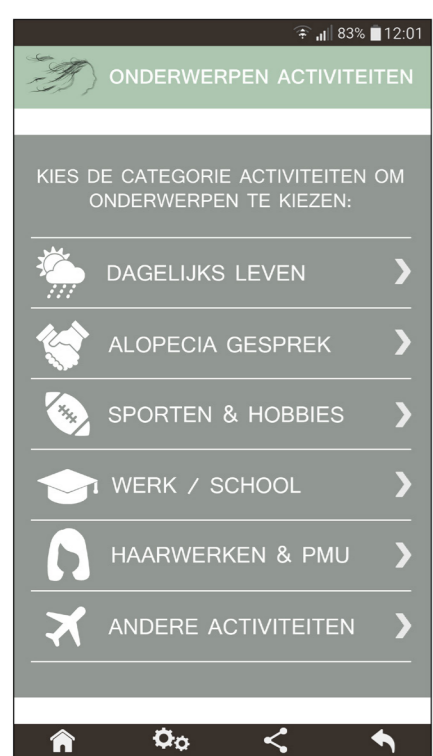 83% 12:01
ONDERWERPEN ACTIVITEITEN
KIES DE CATEGORIE ACTIVITEITEN OM
ONDERWERPEN TE KIEZEN:
DAGELIJKS LEVEN
ALOPECIA GESPREK
SPORTEN & HOBBIES
WERK / SCHOOL
HAARWERKEN & PMU
ANDERE ACTIVITEITEN